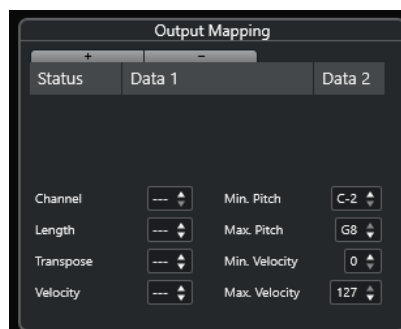 Output Mapping
+ −
Status Data 1 Data 2
Channel --- Min. Pitch C-2
Length --- Max. Pitch G8
Transpose --- Min. Velocity 0
Velocity --- Max. Velocity 127